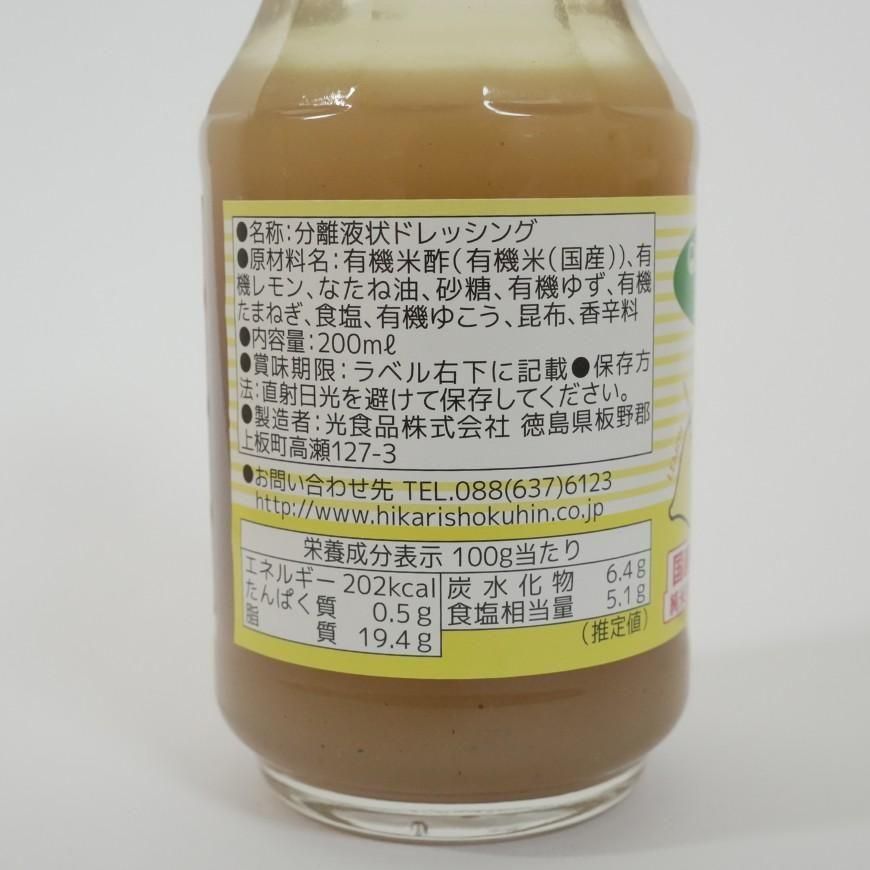 ●名称:分離液状ドレッシング
●原材料名:有機米酢(有機米(国産))、有
機レモン、なたね油、砂糖、有機ゆず、有機
たまねぎ、食塩、有機ゆこう、昆布、香辛料
●内容量:200mℓ
●賞味期限:ラベル右下に記載●保存方
法:直射日光を避けて保存してください。
●製造者:光食品株式会社 徳島県板野郡
上板町高瀬127-3
●お問い合わせ先 TEL.088(637)6123
http://www.hikarishokuhin.co.jp
栄養成分表示 100g当たり
エネルギー 202kcal
たんぱく質 0.5g
脂質 19.4g
炭水化物 6.4g
食塩相当量 5.1g
(推定値)